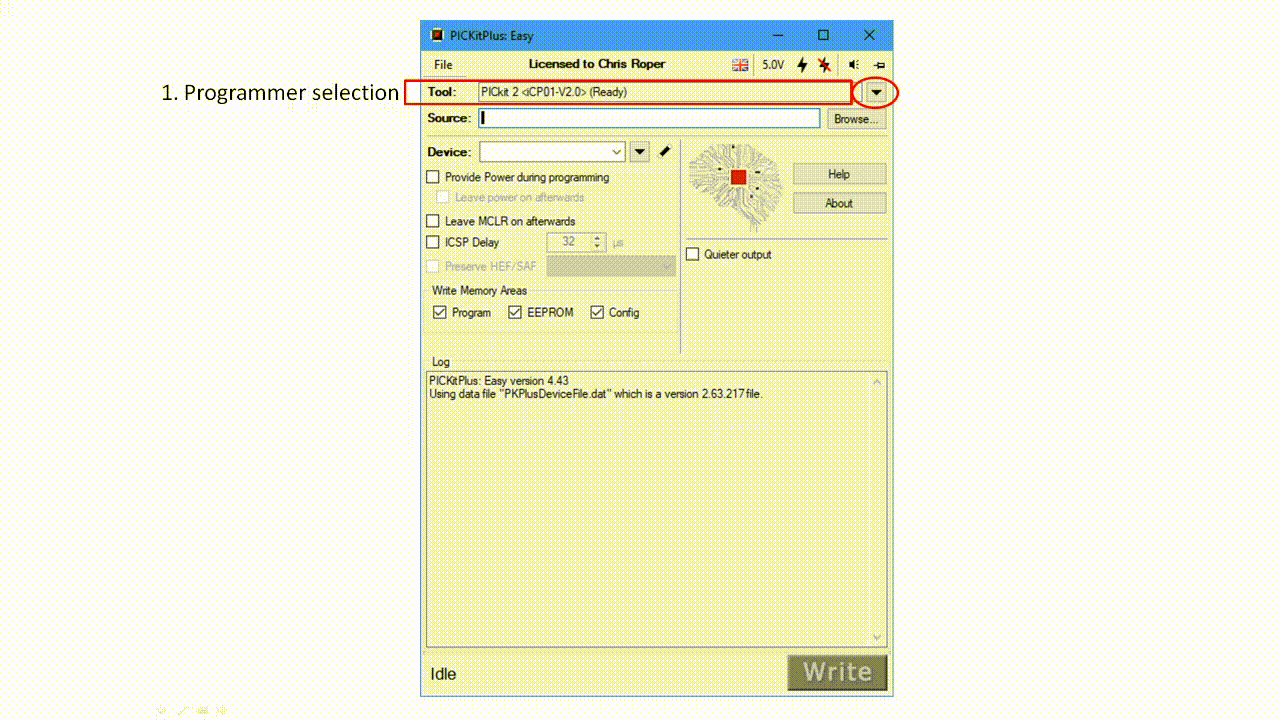 PICKitPlus: Easy
File Licensed to Chris Roper 5.0V
1. Programmer selection
Tool: PICkit 2 <iCP01-V2.0> (Ready)
Source: Browse...
Device:
Provide Power during programming
Leave power on afterwards
Leave MCLR on afterwards
ICSP Delay 32 µs
Preserve HEF/SAF
Write Memory Areas
Program EEPROM Config
Help
About
Quieter output
Log
PICKitPlus: Easy version 4.43
Using data file "PKPlusDeviceFile.dat" which is a version 2.63.217 file.
Idle Write